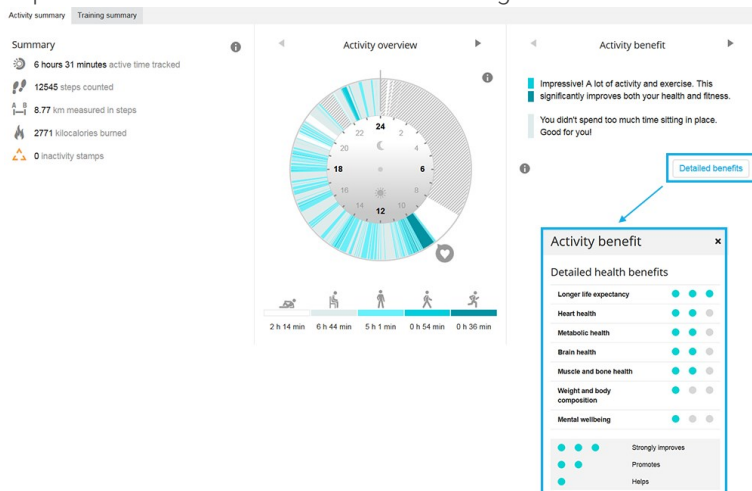 Activity summary Training summary
Summary
6 hours 31 minutes active time tracked
12545 steps counted
A B
8.77 km measured in steps
2771 kilocalories burned
0 inactivity stamps
Activity overview
24
2
4
6
8
10
12
14
16
18
20
22
2 h 14 min 6 h 44 min 5 h 1 min 0 h 54 min 0 h 36 min
Activity benefit
Impressive! A lot of activity and exercise. This
significantly improves both your health and fitness.
You didn't spend too much time sitting in place.
Good for you!
Detailed benefits
Activity benefit ×
Detailed health benefits
Longer life expectancy
Heart health
Metabolic health
Brain health
Muscle and bone health
Weight and body
composition
Mental wellbeing
Strongly improves
Promotes
Helps